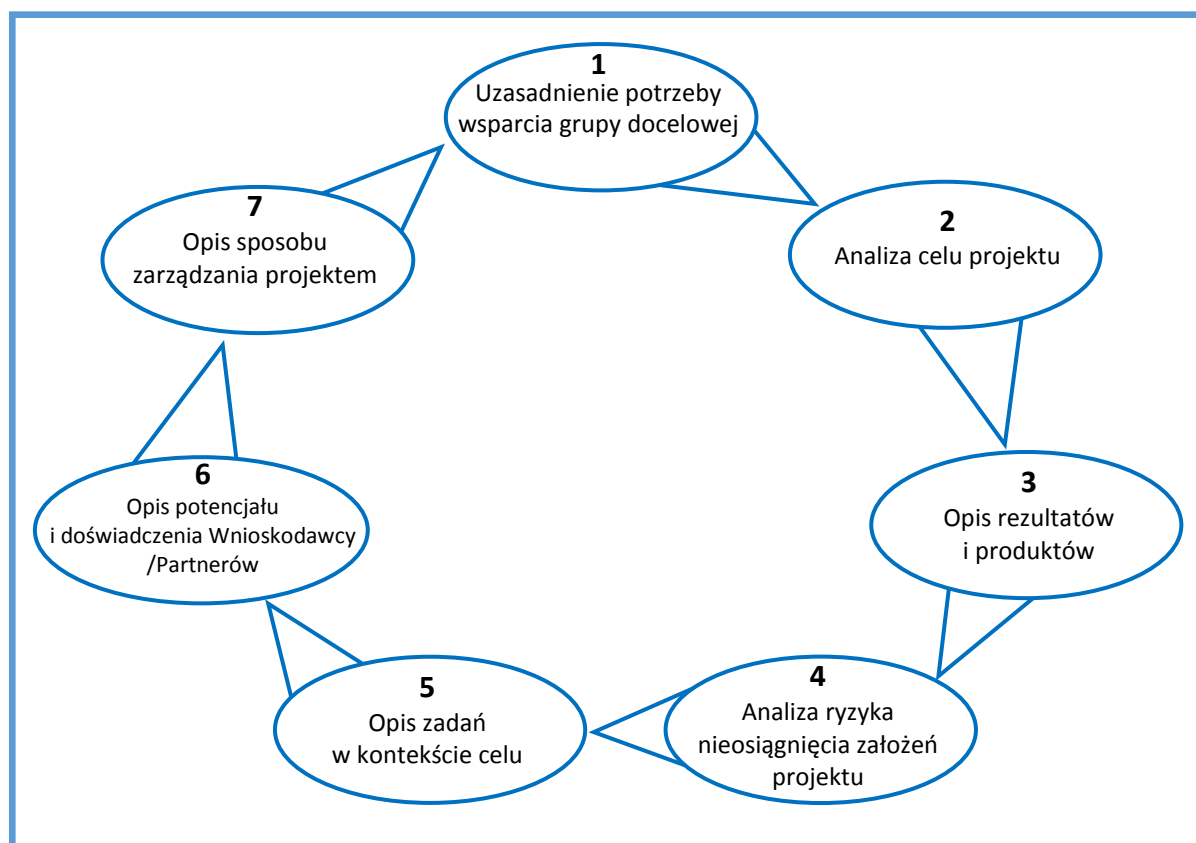 1
Uzasadnienie potrzeby
wsparcia grupy docelowej
2
Analiza celu projektu
3
Opis rezultatów
i produktów
4
Analiza ryzyka
nieosiągnięcia założeń
projektu
5
Opis zadań
w kontekście celu
6
Opis potencjału
i doświadczenia Wnioskodawcy
/Partnerów
7
Opis sposobu
zarządzania projektem